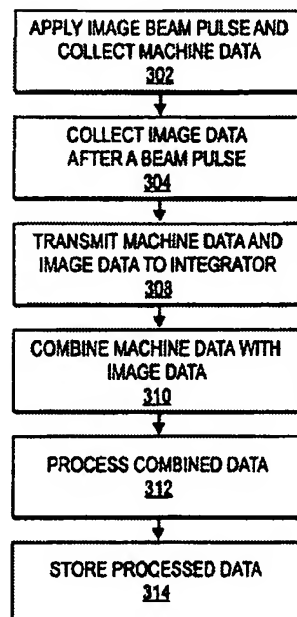 APPLY IMAGE BEAM PULSE AND
COLLECT MACHINE DATA
302
COLLECT IMAGE DATA
AFTER A BEAM PULSE
304
TRANSMIT MACHINE DATA AND
IMAGE DATA TO INTEGRATOR
308
COMBINE MACHINE DATA WITH
IMAGE DATA
310
PROCESS COMBINED DATA
312
STORE PROCESSED DATA
314